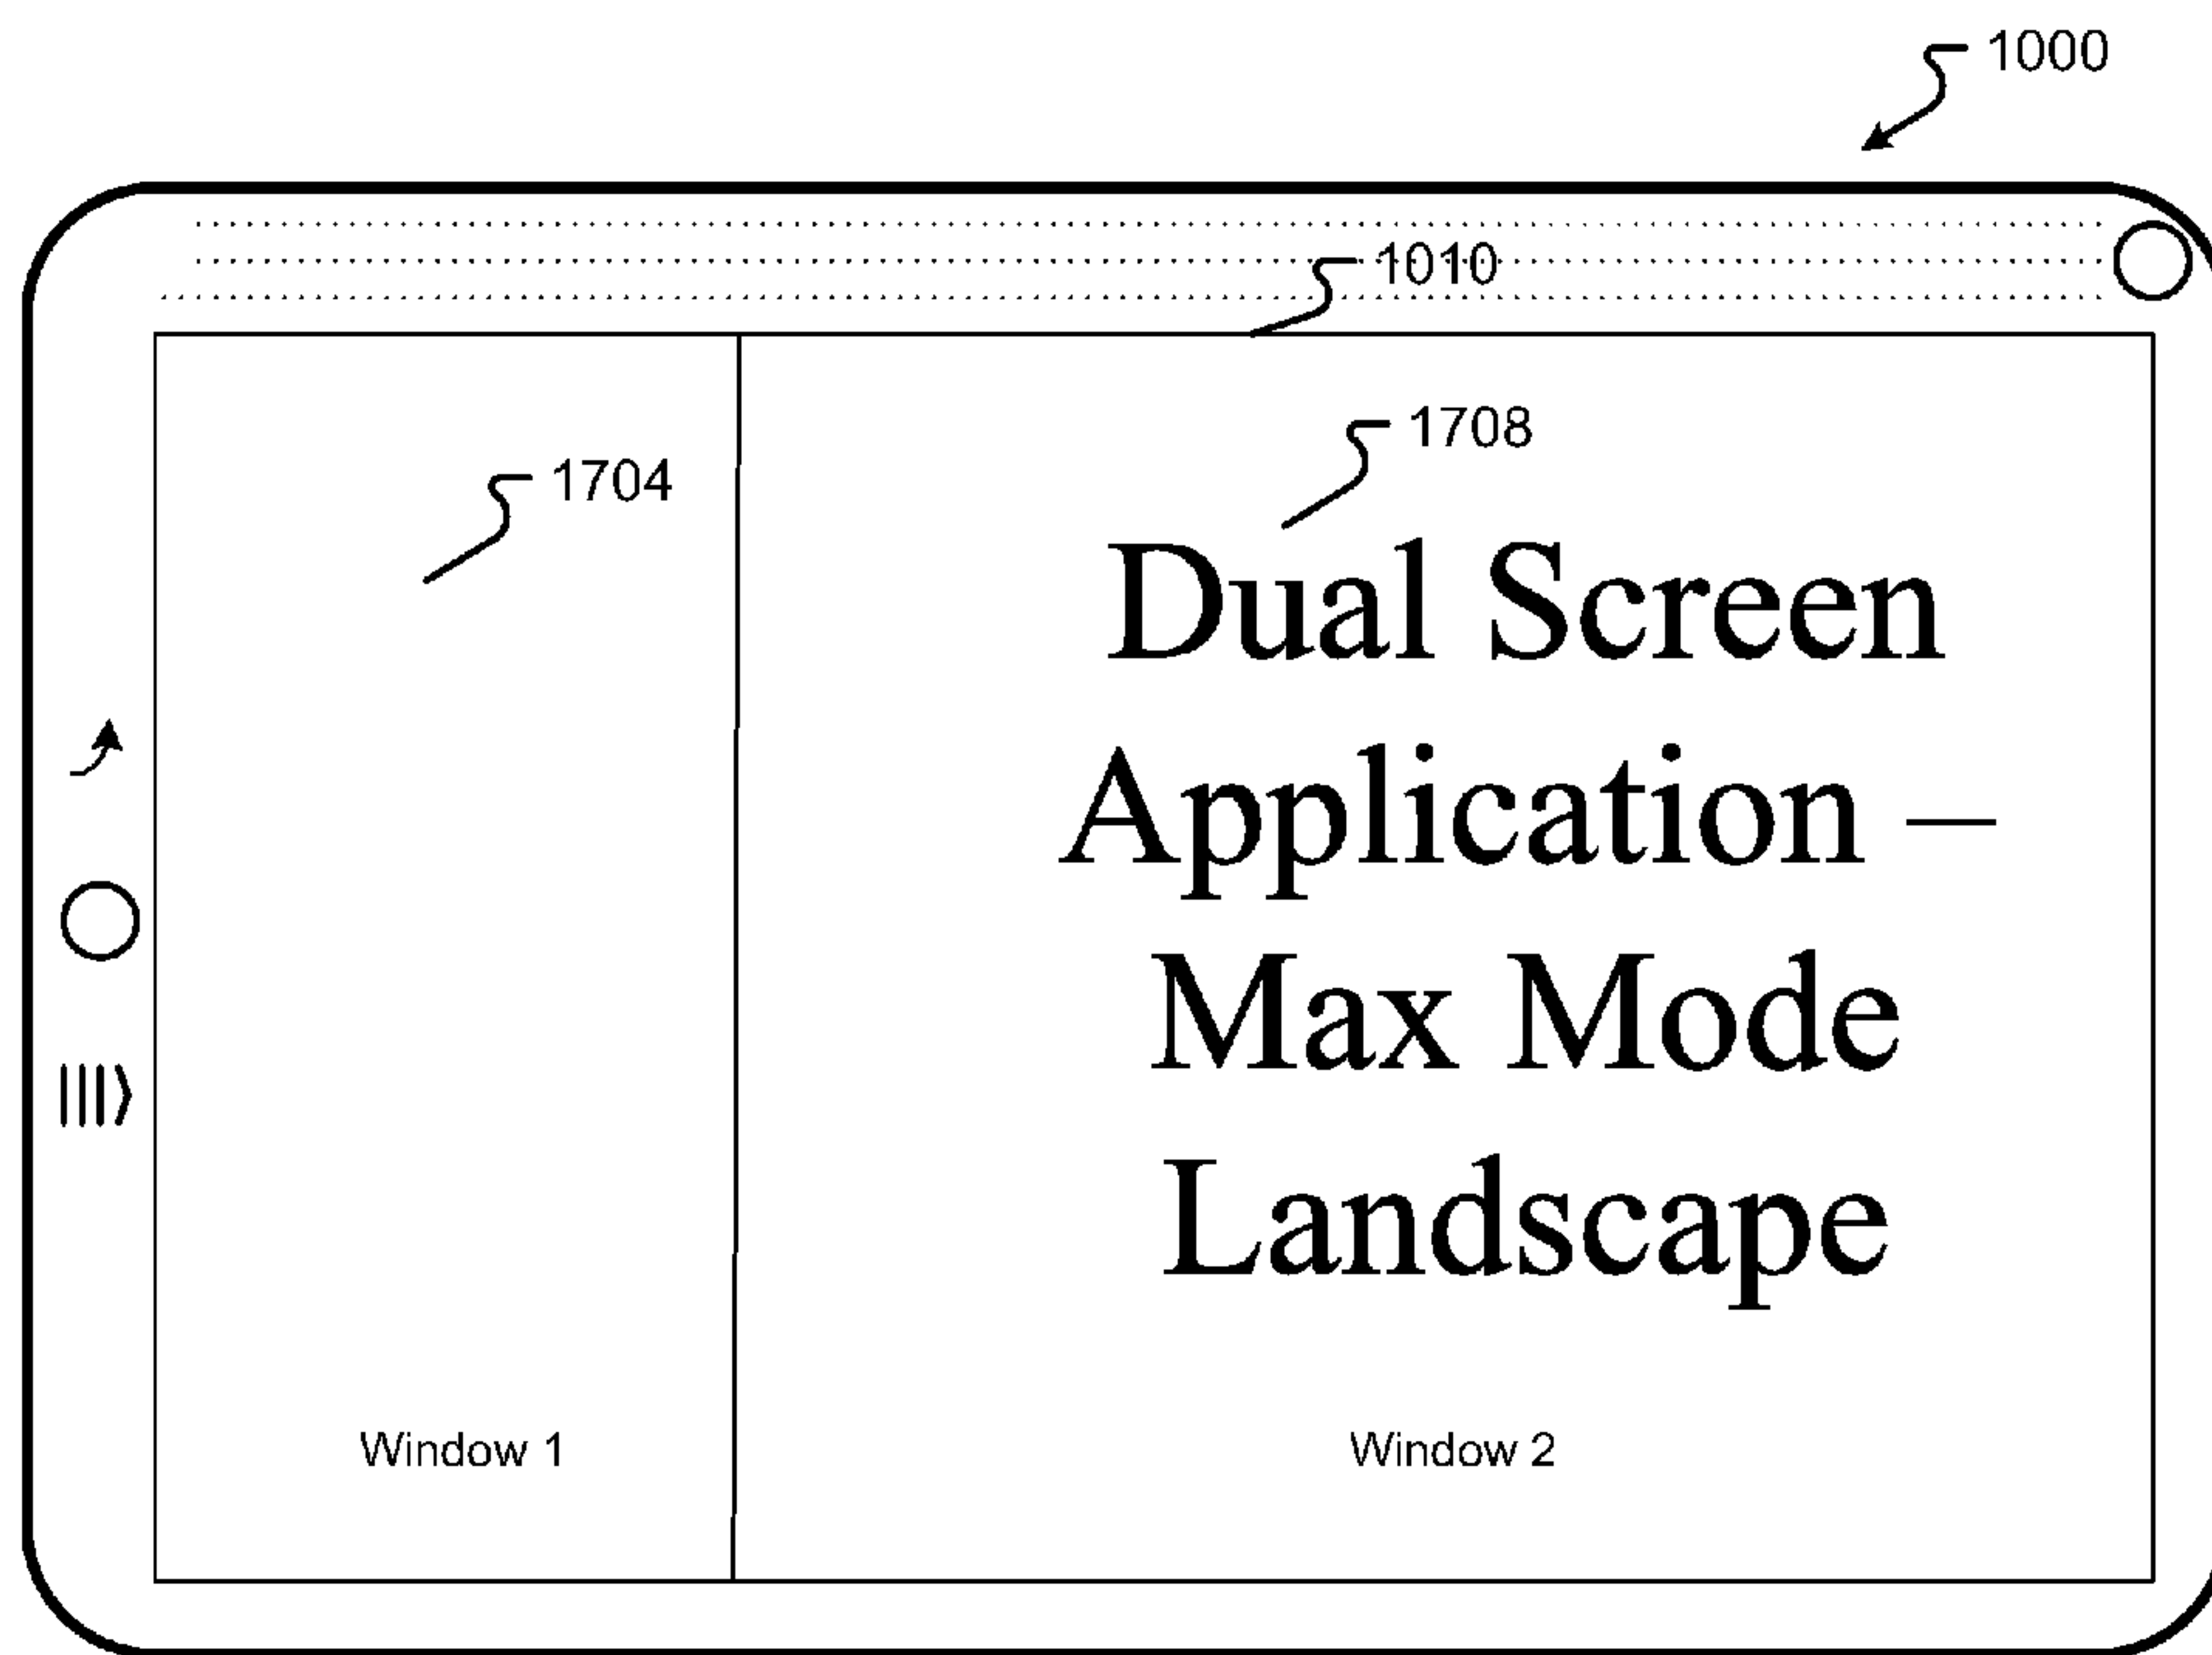 1000
1010
1708
1704
Dual Screen
Application –
Max Mode
Landscape
Window 1
Window 2